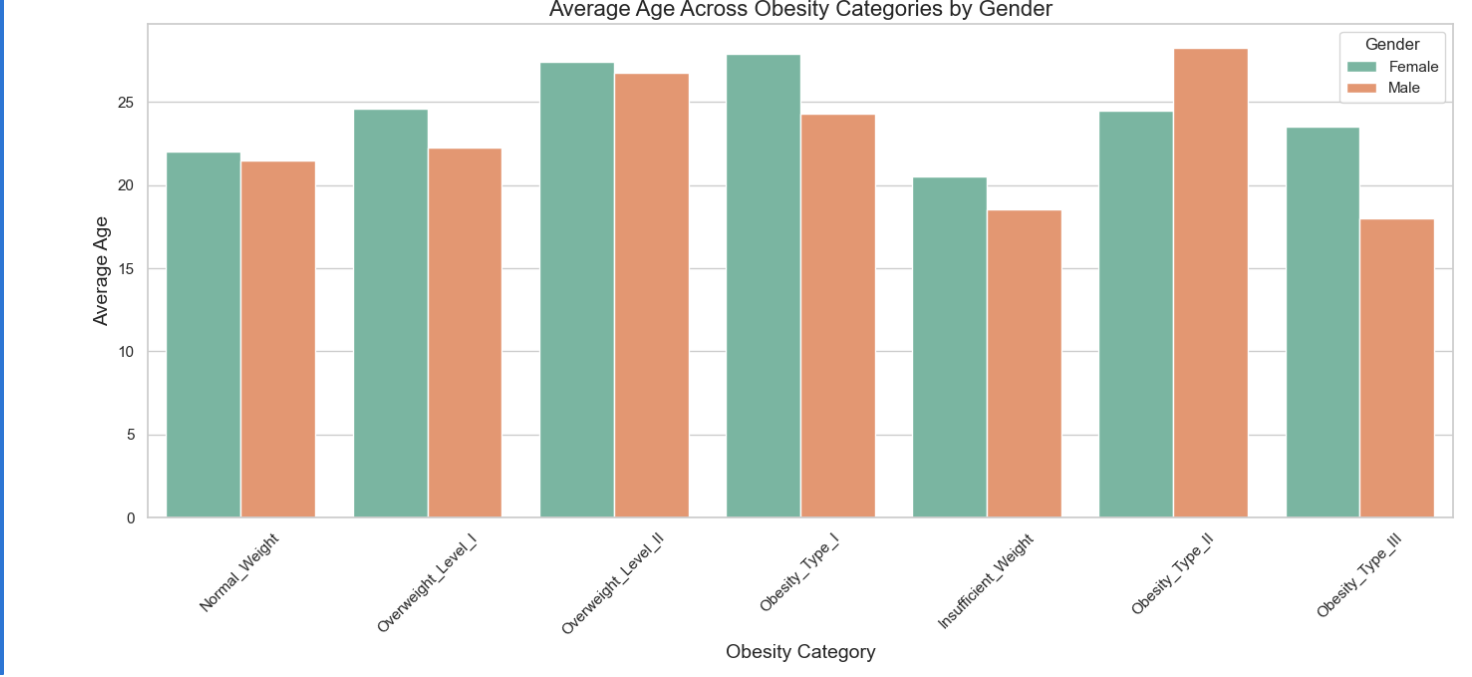 Average Age Across Obesity Categories by Gender
Gender
Female
Male
Average Age
25
20
15
10
5
0
Normal_Weight
Overweight_Level_I
Overweight_Level_II
Obesity_Type_I
Insufficient_Weight
Obesity_Type_II
Obesity_Type_III
Obesity Category